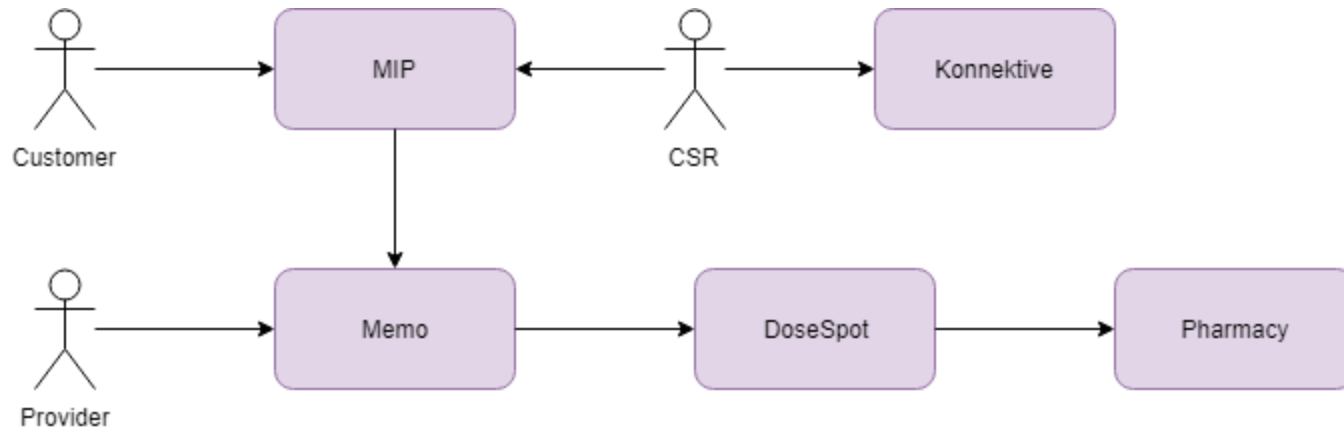 MIP
Konnektive
Customer
CSR
Memo
DoseSpot
Pharmacy
Provider